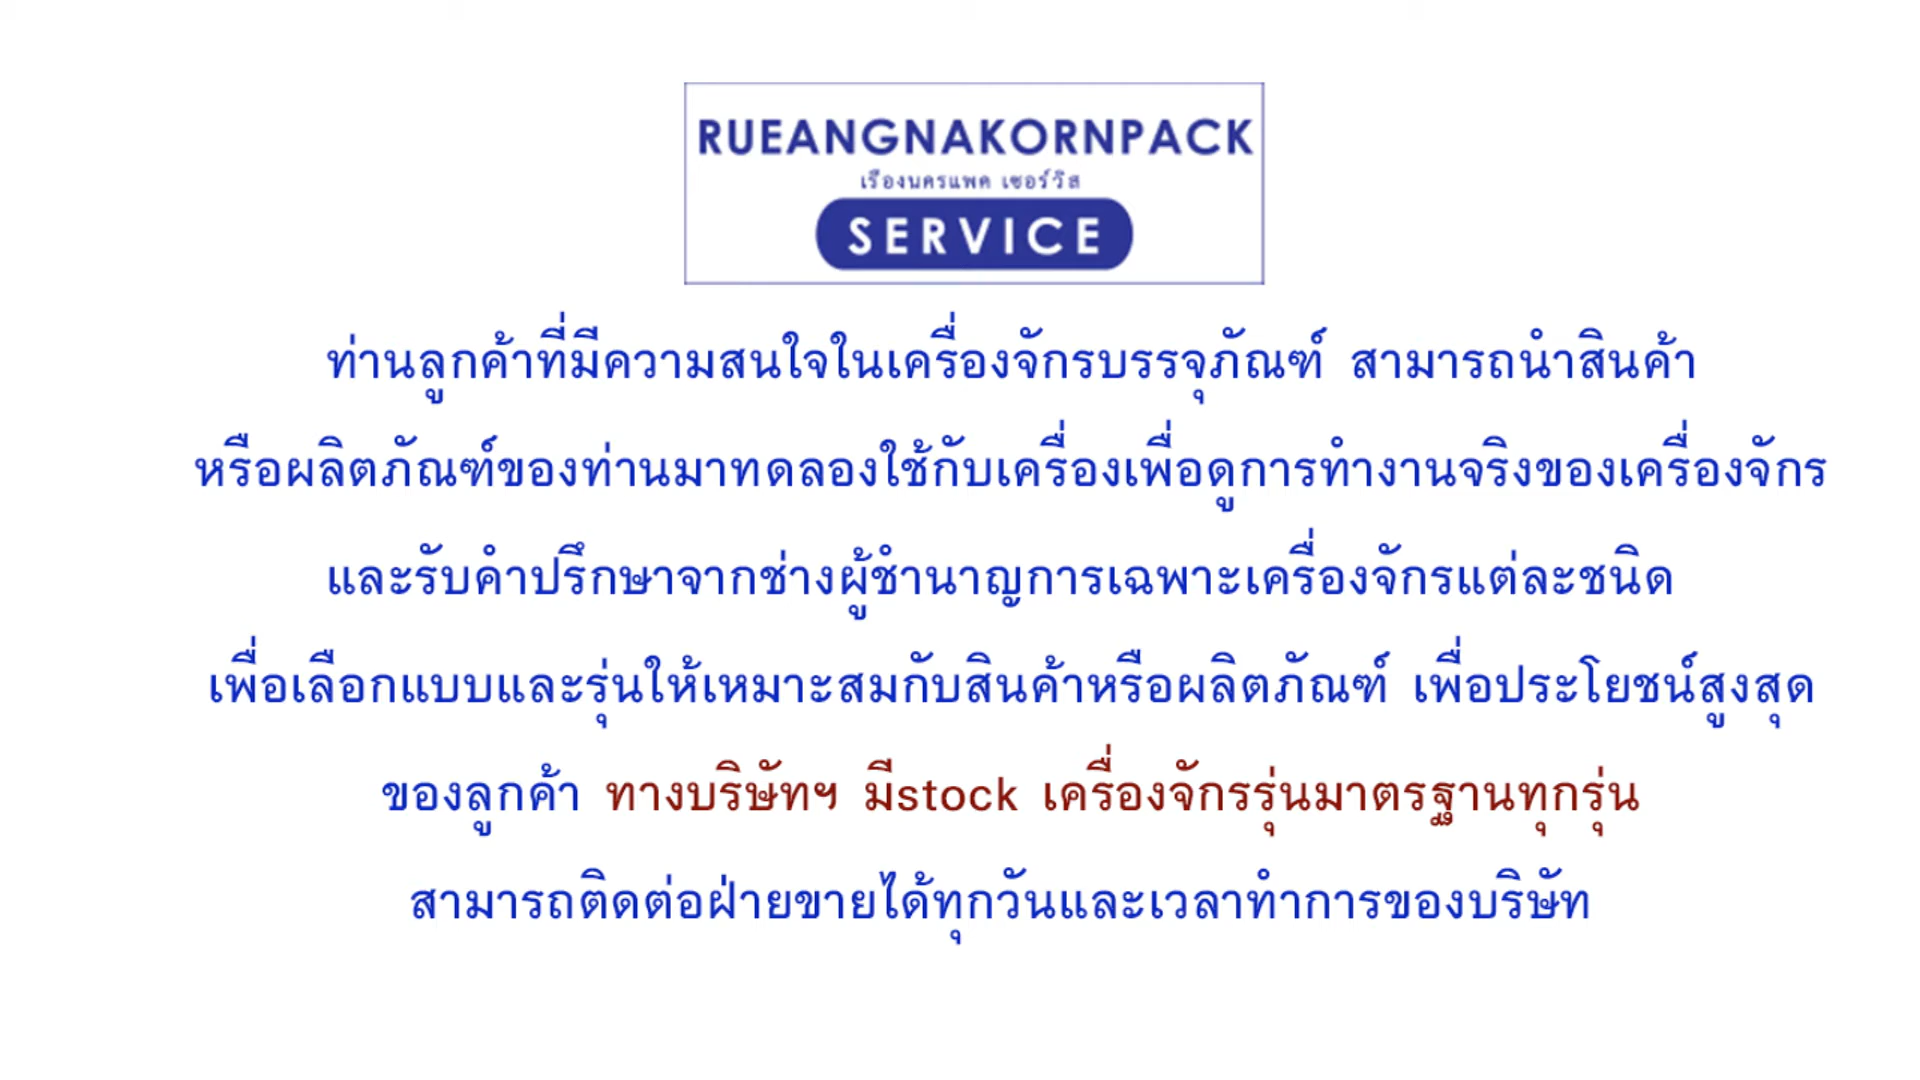 RUEANGNAKORNPACK
เรืองนครแพค เซอร์วิส
SERVICE
ท่านลูกค้าที่มีความสนใจในเครื่องจักรบรรจุภัณฑ์ สามารถนำสินค้า
หรือผลิตภัณฑ์ของท่านมาทดลองใช้กับเครื่องเพื่อดูการทำงานจริงของเครื่องจักร
และรับคำปรึกษาจากช่างผู้ชำนาญการเฉพาะเครื่องจักรแต่ละชนิด
เพื่อเลือกแบบและรุ่นให้เหมาะสมกับสินค้าหรือผลิตภัณฑ์ เพื่อประโยชน์สูงสุด
ของลูกค้า ทางบริษัทฯ มีstock เครื่องจักรรุ่นมาตรฐานทุกรุ่น
สามารถติดต่อฝ่ายขายได้ทุกวันและเวลาทำการของบริษัท